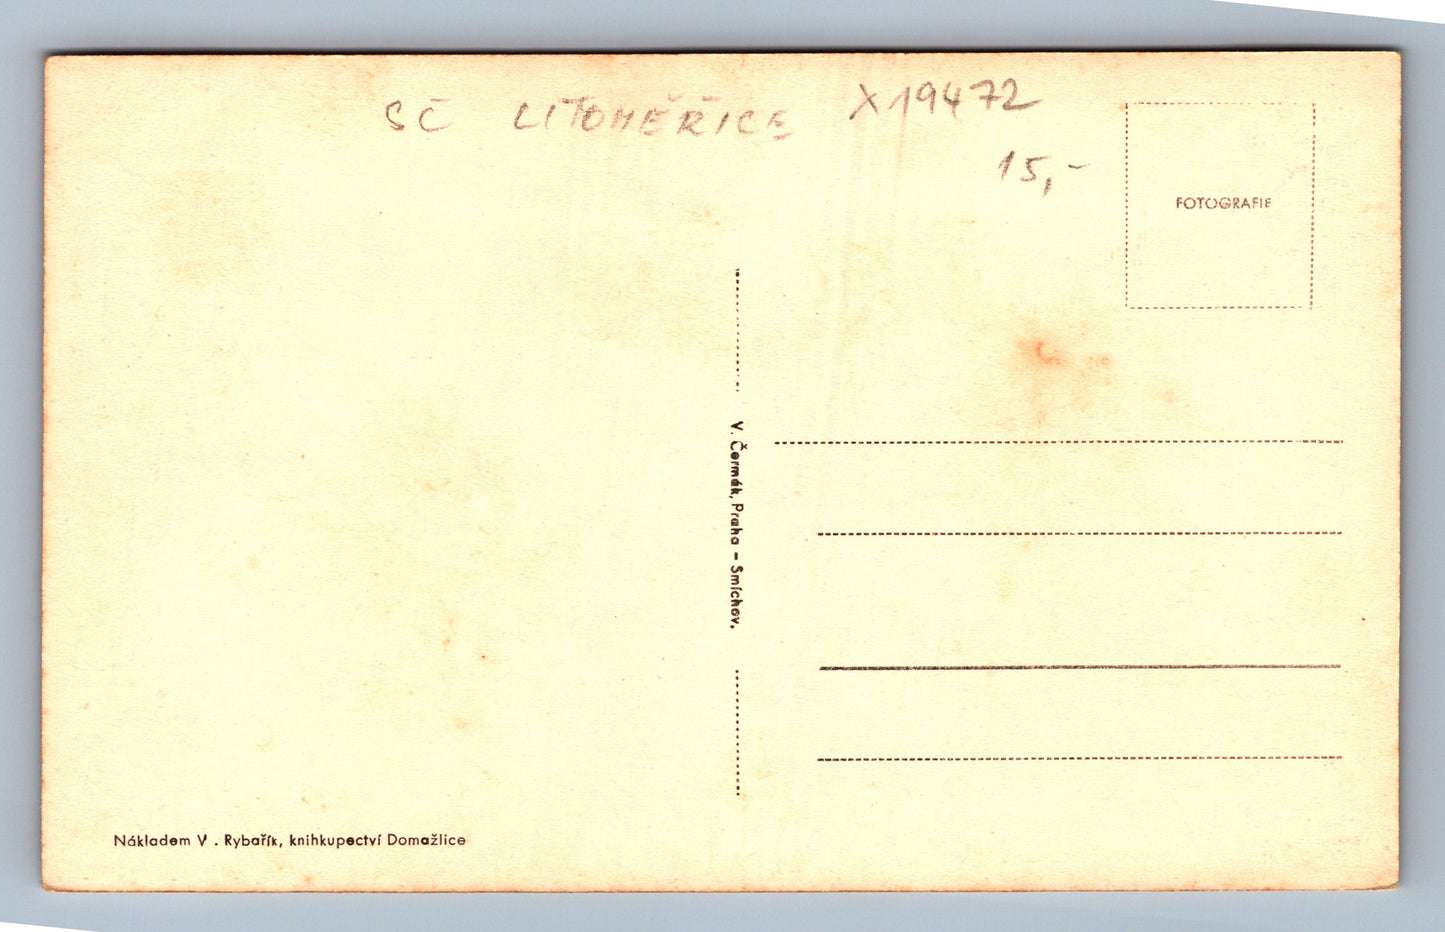 SČ LITOMĚŘICE X19472
15,-
FOTOGRAFIE
V. Čermák, Praha - Smíchov.
Nákladem V . Rybařík, knihkupectví Domažlice